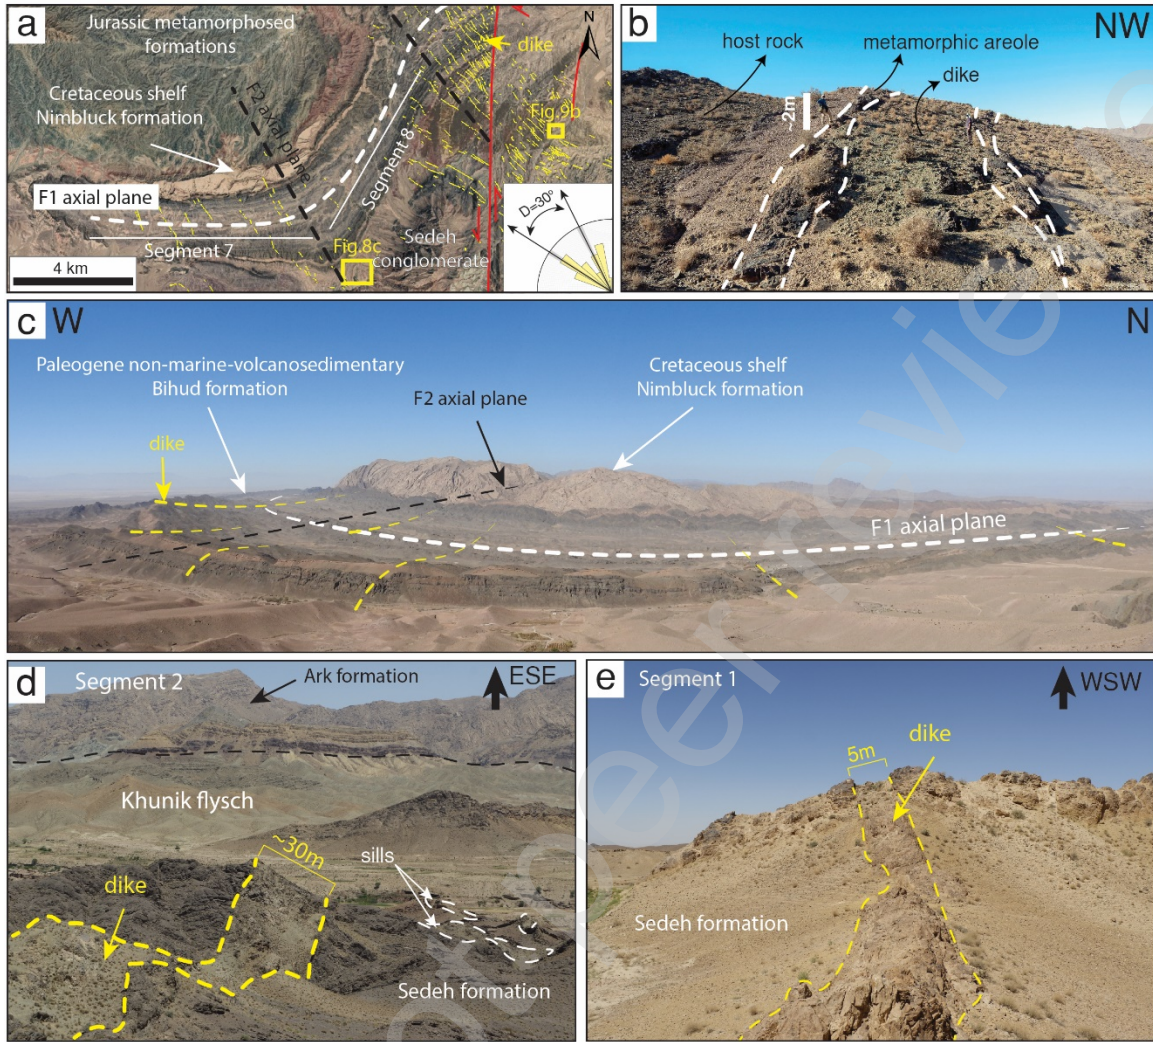 a
Jurassic metamorphosed
formations
Cretaceous shelf
Nimbluck formation
F2 axial plane
dike
N
Fig.9b
F1 axial plane
Segment 7
Segment 8
Fig.8c
Sedeh
conglomerate
D=30°
4 km
b
NW
host rock
metamorphic areole
dike
~2m
c
W
N
Paleogene non-marine-volcanosedimentary
Bihud formation
Cretaceous shelf
Nimbluck formation
F2 axial plane
dike
F1 axial plane
d
Segment 2
Ark formation
ESE
Khunik flysch
~30m
sills
dike
Sedeh formation
e
Segment 1
WSW
dike
5m
Sedeh formation